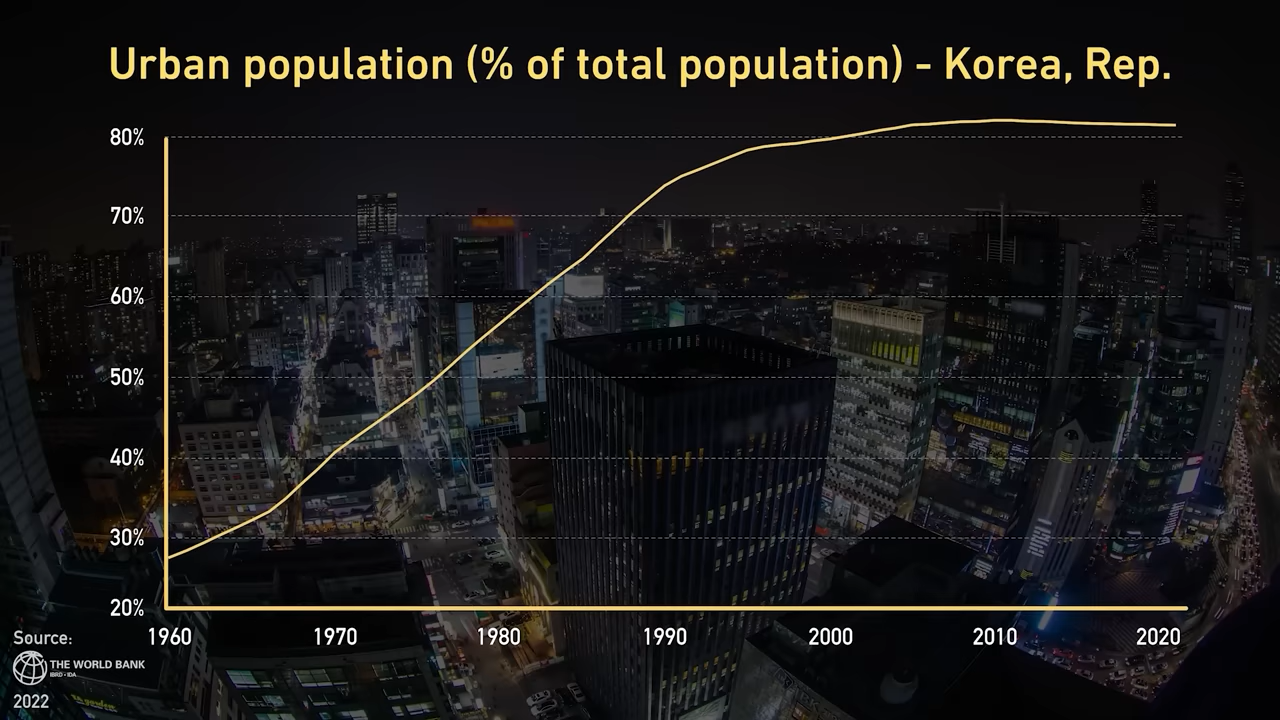 Urban population (% of total population) - Korea, Rep.
80%
70%
60%
50%
40%
30%
20%
1960 1970 1980 1990 2000 2010 2020
Source:
THE WORLD BANK
IBRD • IDA
2022